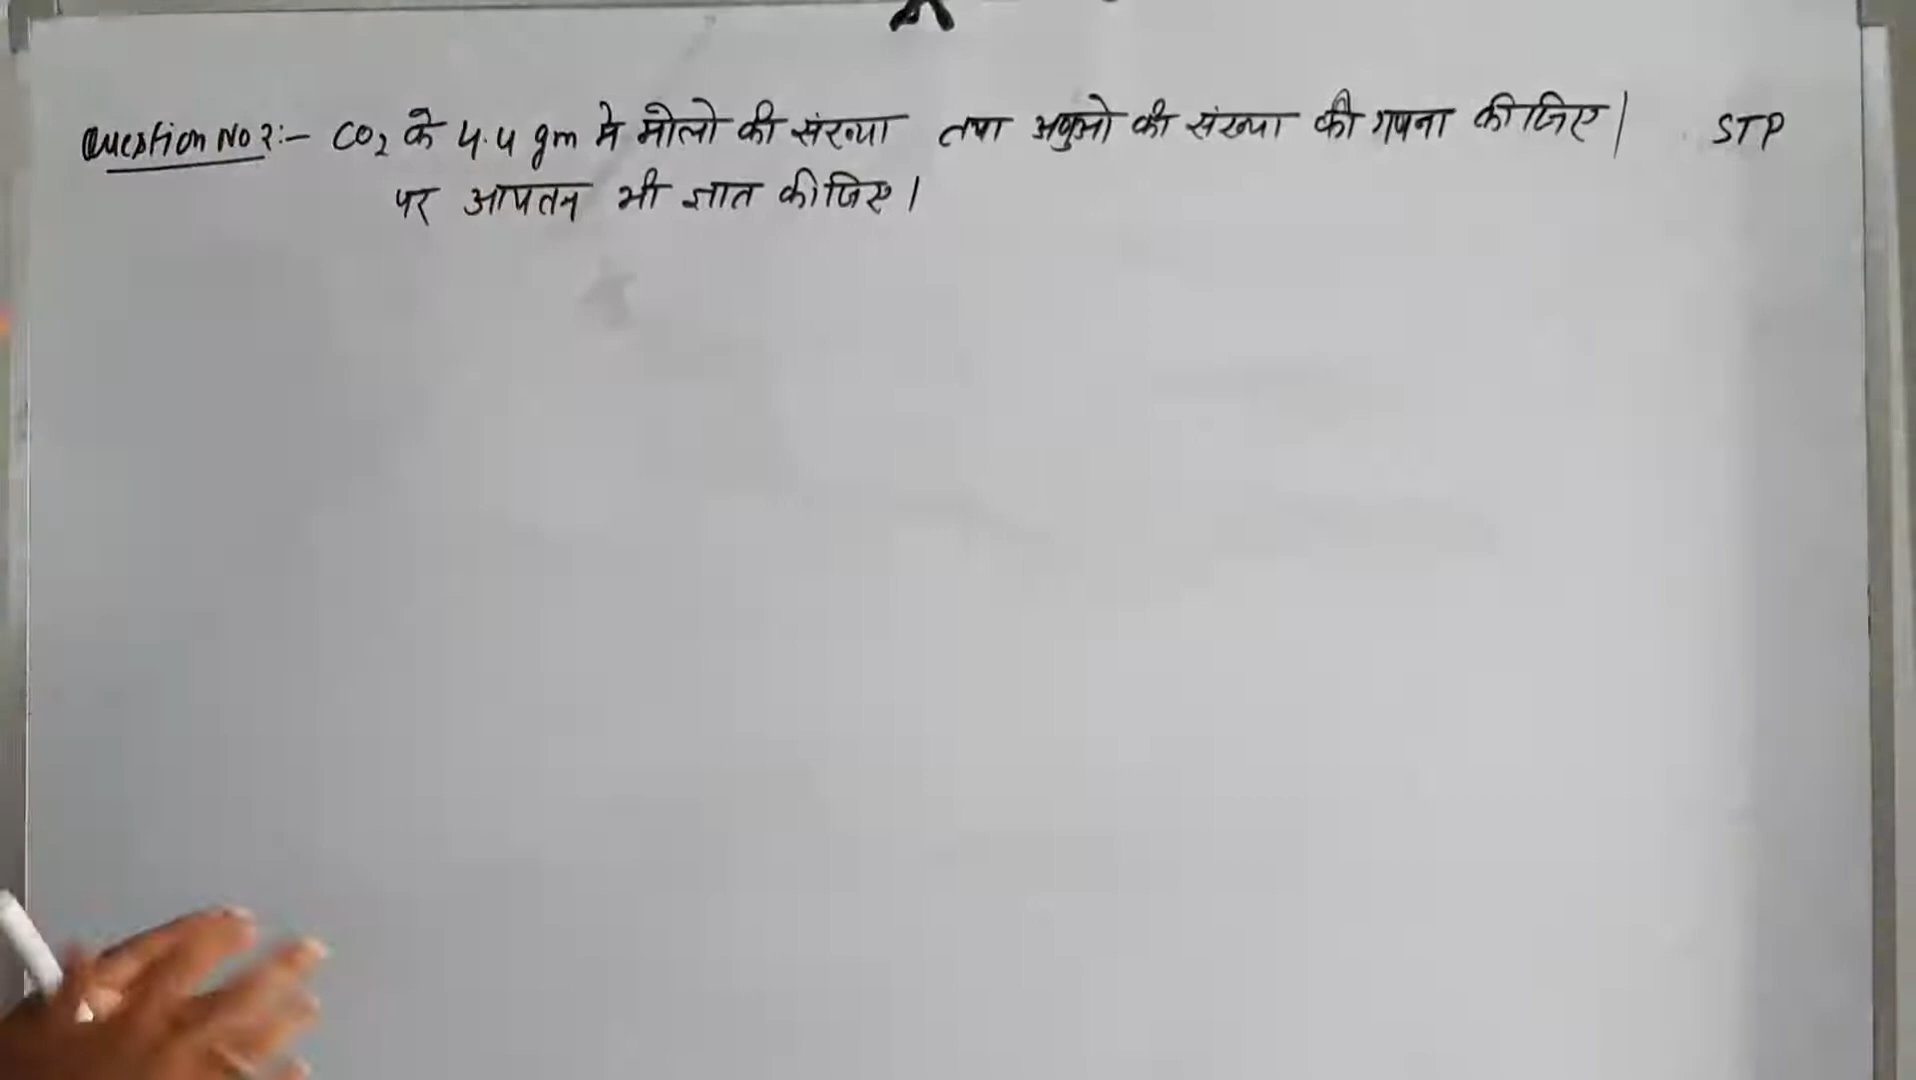 Question No 2:- CO₂ के 4.4 gm मे मोलो की संख्या तथा अणुओ की संख्या की गणना कीजिए। STP
पर आयतन भी ज्ञात कीजिए।